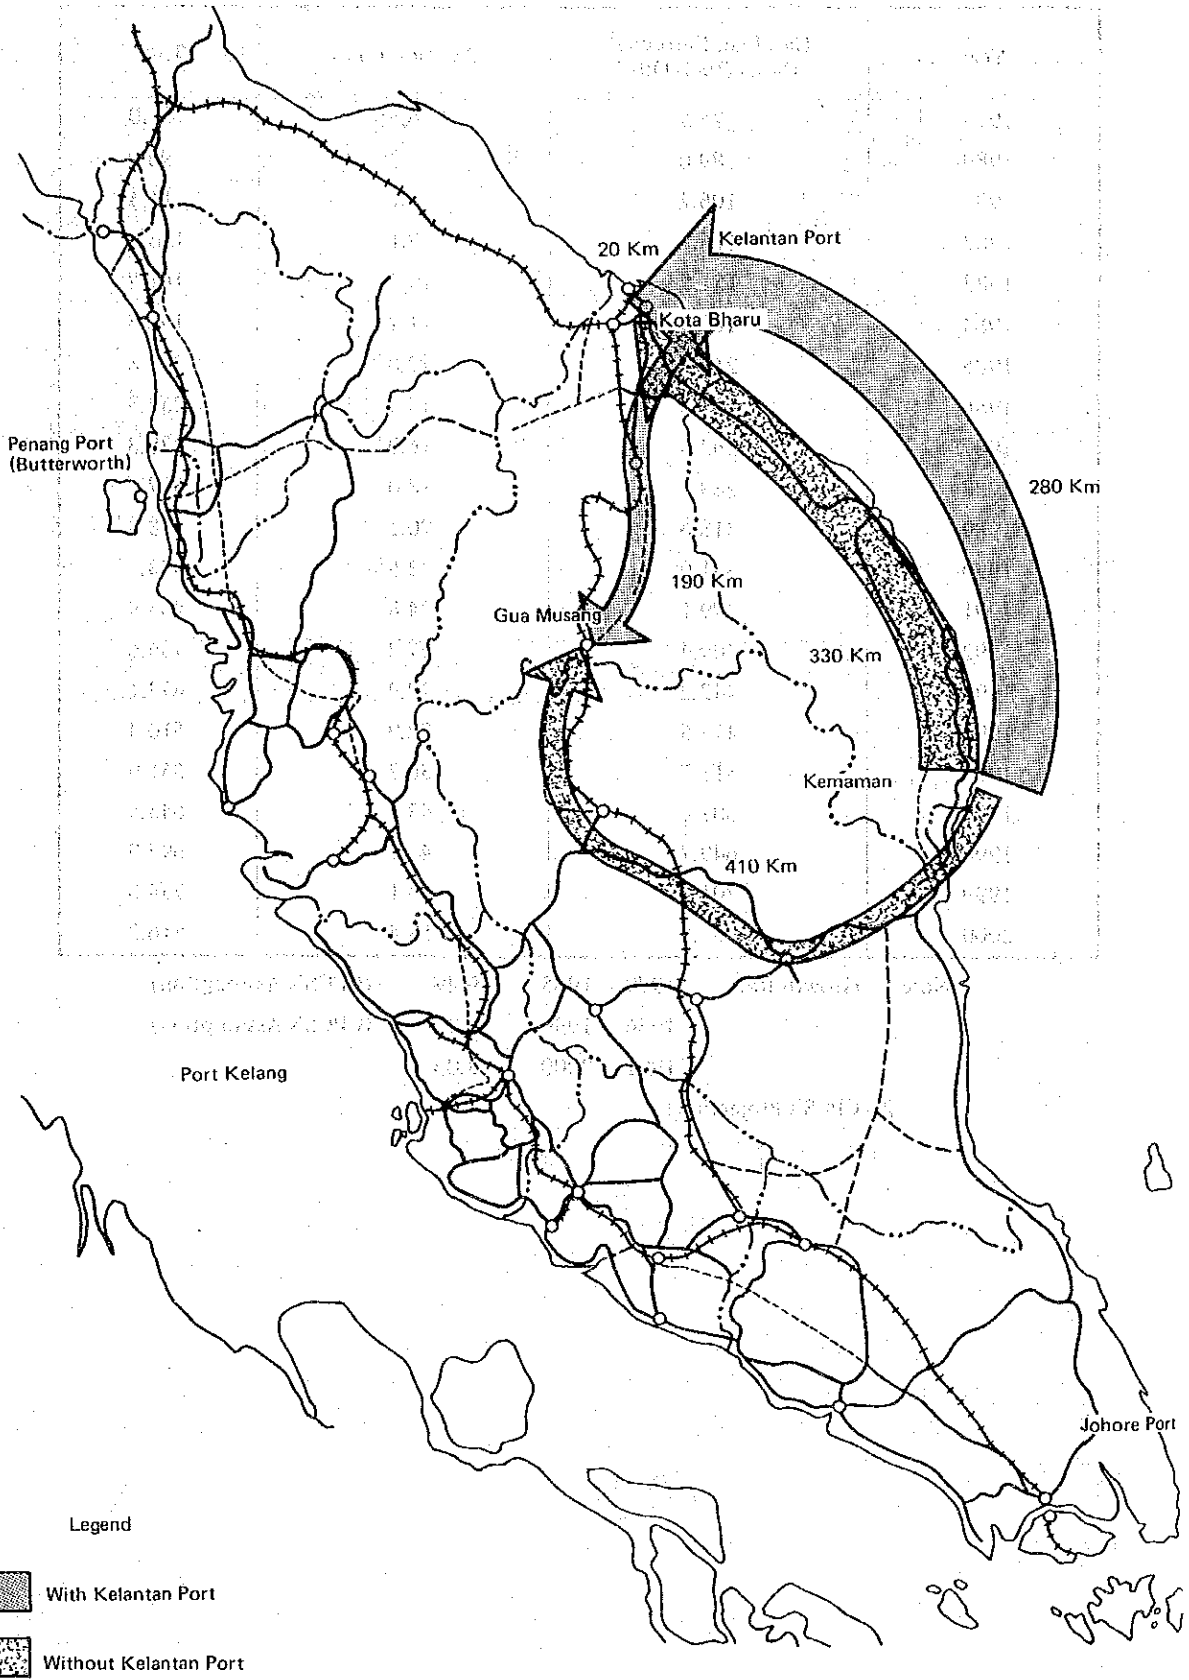 20 Km
Kelantan Port
Kota Bharu
Penang Port
(Butterworth)
280 Km
190 Km
Gua Musang
330 Km
Kemaman
410 Km
Port Kelang
Johore Port
Legend
With Kelantan Port
Without Kelantan Port